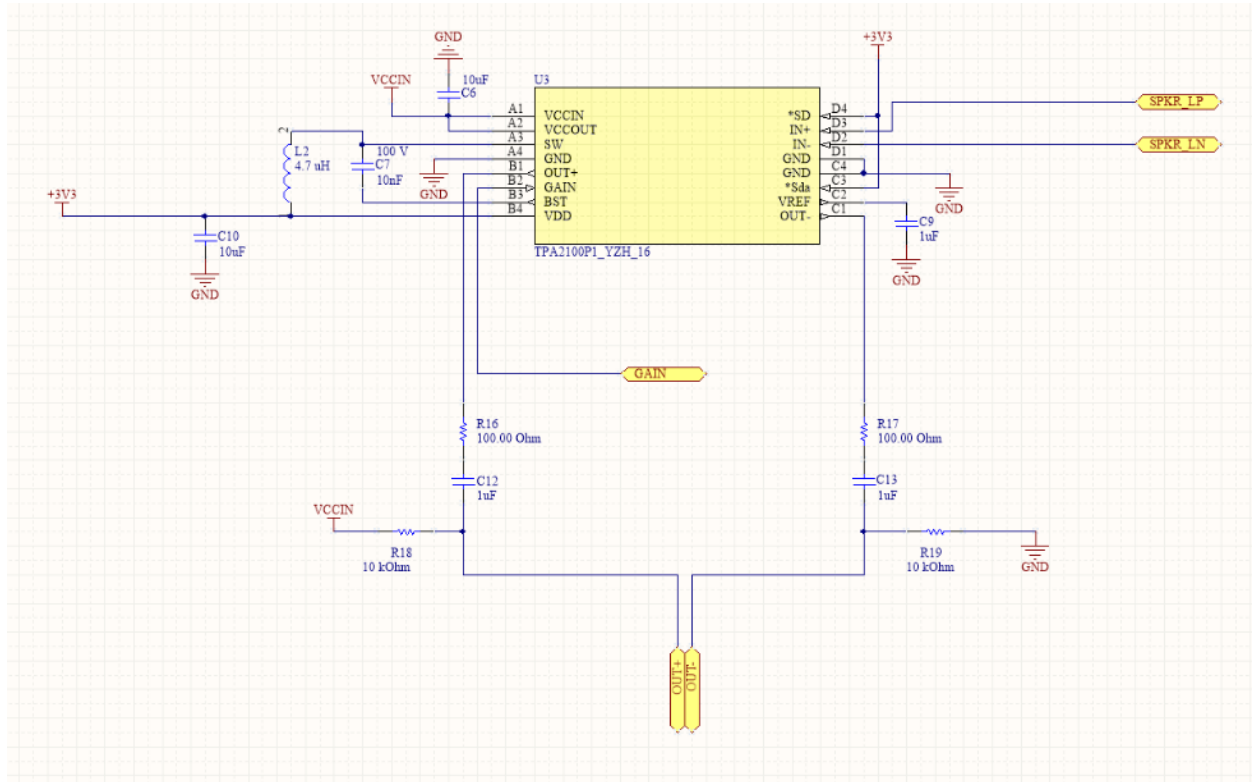 GND
+3V3
10uF
C6
VCCIN
U3
A1 VCCIN *SD D4
A2 VCCOUT IN+ D3
A3 SW IN- D2
A4 GND GND D1
B1 OUT+ GND C4
B2 GAIN *Sda C3
B3 BST VREF C2
B4 VDD OUT- C1
TPA2100P1_YZH_16
SPKR_LP
SPKR_LN
2
L2
4.7 uH
100 V
C7
10nF
GND
+3V3
C10
10uF
GND
GND
C9
1uF
GND
GAIN
R16
100.00 Ohm
R17
100.00 Ohm
C12
1uF
C13
1uF
VCCIN
R18
10 kOhm
R19
10 kOhm
GND
OUT+
OUT-